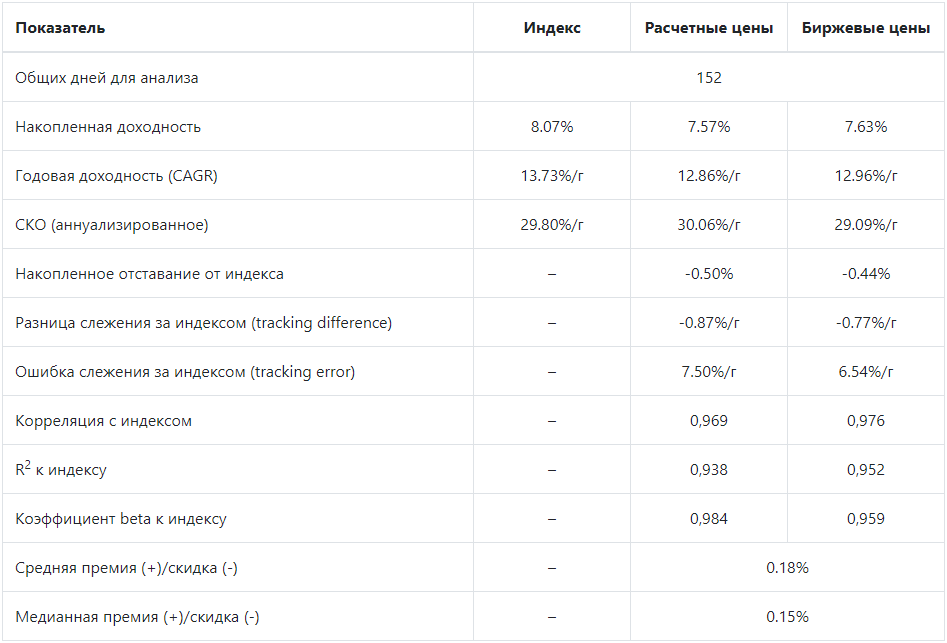 Показатель Индекс Расчетные цены Биржевые цены
Общих дней для анализа 152
Накопленная доходность 8.07% 7.57% 7.63%
Годовая доходность (CAGR) 13.73%/г 12.86%/г 12.96%/г
СКО (аннуализированное) 29.80%/г 30.06%/г 29.09%/г
Накопленное отставание от индекса – -0.50% -0.44%
Разница слежения за индексом (tracking difference) – -0.87%/г -0.77%/г
Ошибка слежения за индексом (tracking error) – 7.50%/г 6.54%/г
Корреляция с индексом – 0,969 0,976
R² к индексу – 0,938 0,952
Коэффициент beta к индексу – 0,984 0,959
Средняя премия (+)/скидка (-) – 0.18%
Медианная премия (+)/скидка (-) – 0.15%